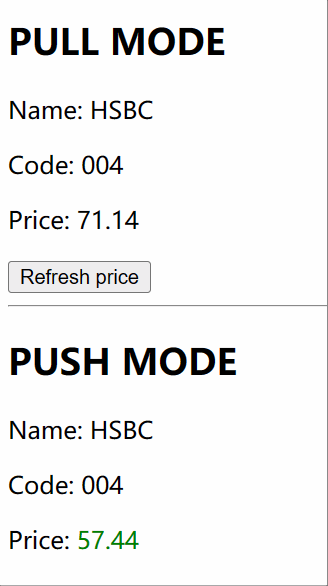 PULL MODE
Name: HSBC
Code: 004
Price: 71.14
Refresh price
PUSH MODE
Name: HSBC
Code: 004
Price: 57.44